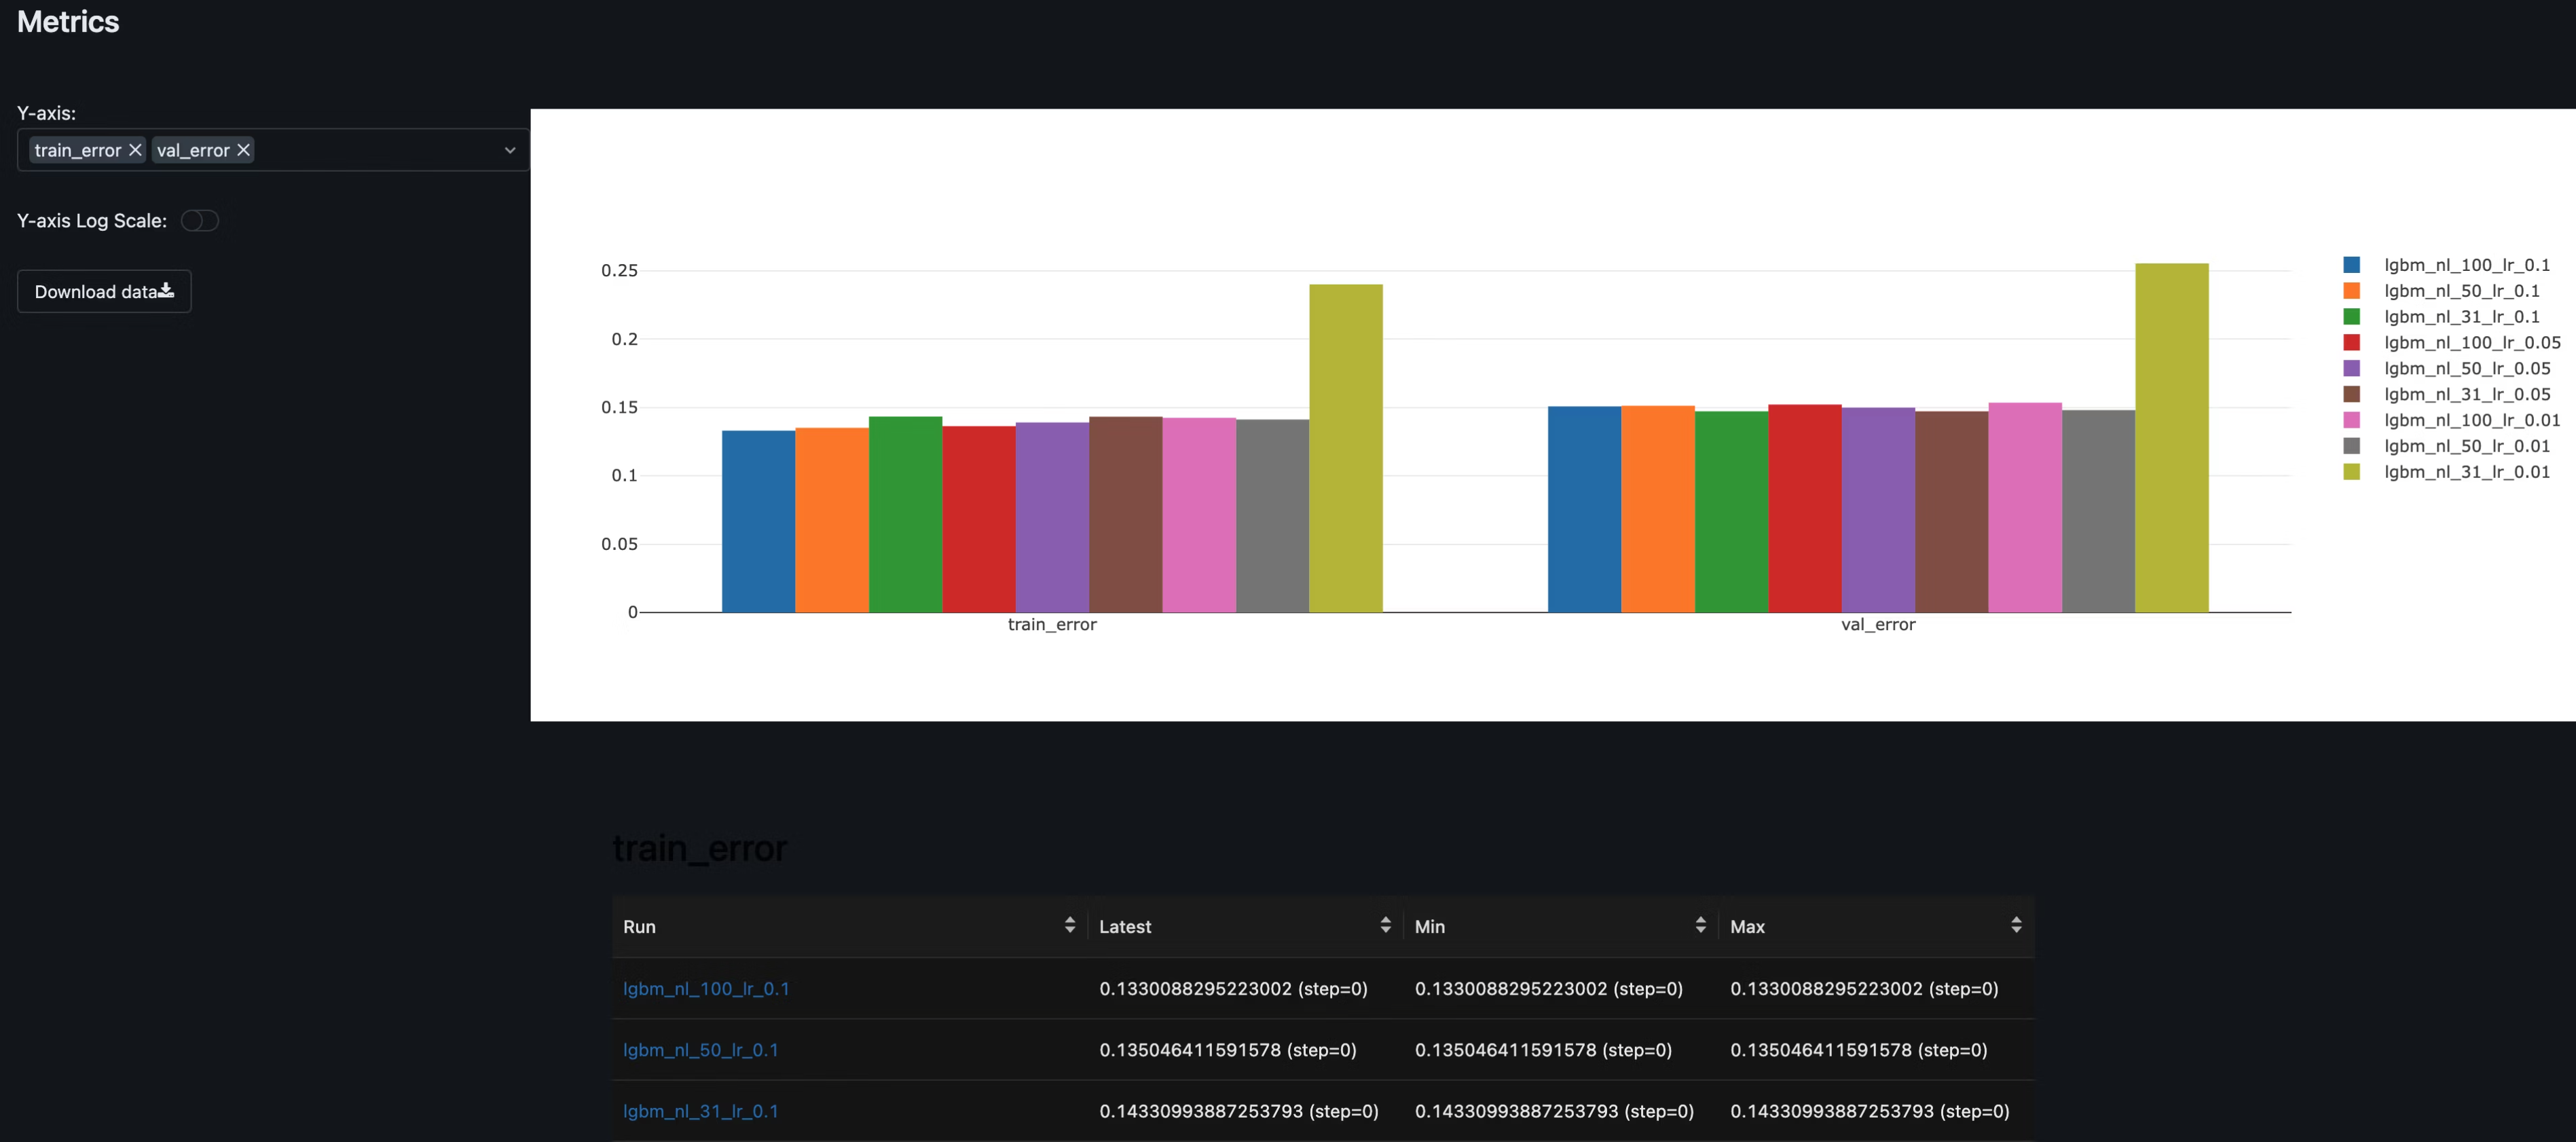 Metrics
Y-axis:
train_error
val_error
Y-axis Log Scale:
Download data
0.25
0.2
0.15
0.1
0.05
0
train_error
val_error
lgbm_nl_100_lr_0.1
lgbm_nl_50_lr_0.1
lgbm_nl_31_lr_0.1
lgbm_nl_100_lr_0.05
lgbm_nl_50_lr_0.05
lgbm_nl_31_lr_0.05
lgbm_nl_100_lr_0.01
lgbm_nl_50_lr_0.01
lgbm_nl_31_lr_0.01
train_error
Run Latest Min Max
lgbm_nl_100_lr_0.1 0.1330088295223002 (step=0) 0.1330088295223002 (step=0) 0.1330088295223002 (step=0)
lgbm_nl_50_lr_0.1 0.135046411591578 (step=0) 0.135046411591578 (step=0) 0.135046411591578 (step=0)
lgbm_nl_31_lr_0.1 0.14330993887253793 (step=0) 0.14330993887253793 (step=0) 0.14330993887253793 (step=0)